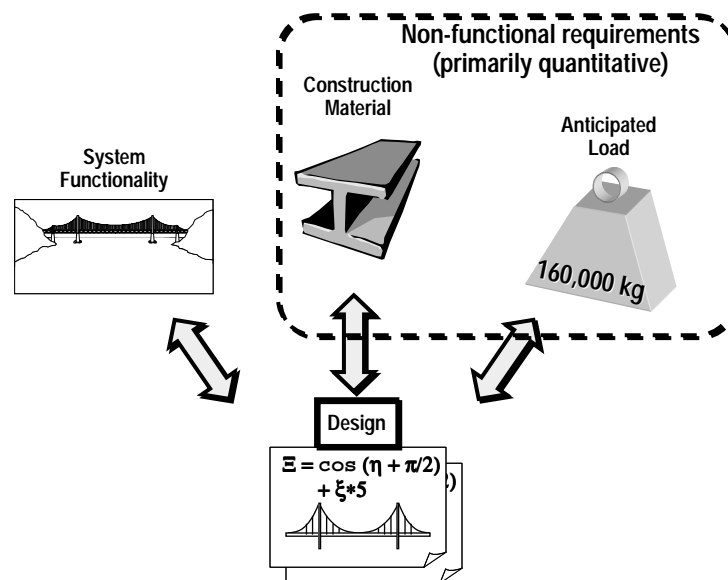 Non-functional requirements
(primarily quantitative)
Construction
Material
Anticipated
Load
System
Functionality
160,000 kg
Design
Ξ = cos (η + π/2)
+ ξ*5